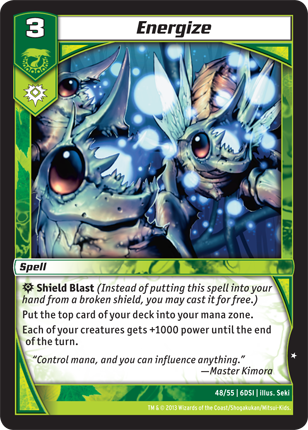 3
Energize
Spell
Shield Blast (Instead of putting this spell into your
hand from a broken shield, you may cast it for free.)
Put the top card of your deck into your mana zone.
Each of your creatures gets +1000 power until the end
of the turn.
“Control mana, and you can influence anything.”
—Master Kimora
48/55 | 6DSI | illus. Seki
TM & © 2013 Wizards of the Coast/Shogakukan/Mitsui-Kids.